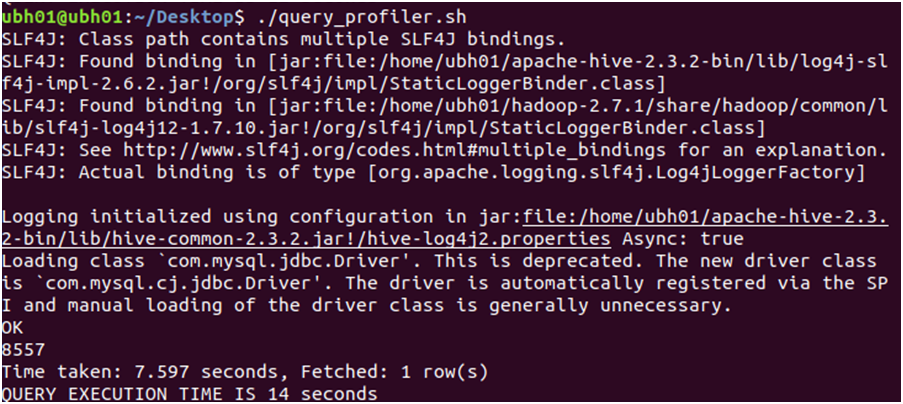 ubh01@ubh01:~/Desktop$ ./query_profiler.sh
SLF4J: Class path contains multiple SLF4J bindings.
SLF4J: Found binding in [jar:file:/home/ubh01/apache-hive-2.3.2-bin/lib/log4j-sl
f4j-impl-2.6.2.jar!/org/slf4j/impl/StaticLoggerBinder.class]
SLF4J: Found binding in [jar:file:/home/ubh01/hadoop-2.7.1/share/hadoop/common/l
ib/slf4j-log4j12-1.7.10.jar!/org/slf4j/impl/StaticLoggerBinder.class]
SLF4J: See http://www.slf4j.org/codes.html#multiple_bindings for an explanation.
SLF4J: Actual binding is of type [org.apache.logging.slf4j.Log4jLoggerFactory]
Logging initialized using configuration in jar:file:/home/ubh01/apache-hive-2.3.
2-bin/lib/hive-common-2.3.2.jar!/hive-log4j2.properties Async: true
Loading class `com.mysql.jdbc.Driver'. This is deprecated. The new driver class
is `com.mysql.cj.jdbc.Driver'. The driver is automatically registered via the SP
I and manual loading of the driver class is generally unnecessary.
OK
8557
Time taken: 7.597 seconds, Fetched: 1 row(s)
QUERY EXECUTION TIME IS 14 seconds